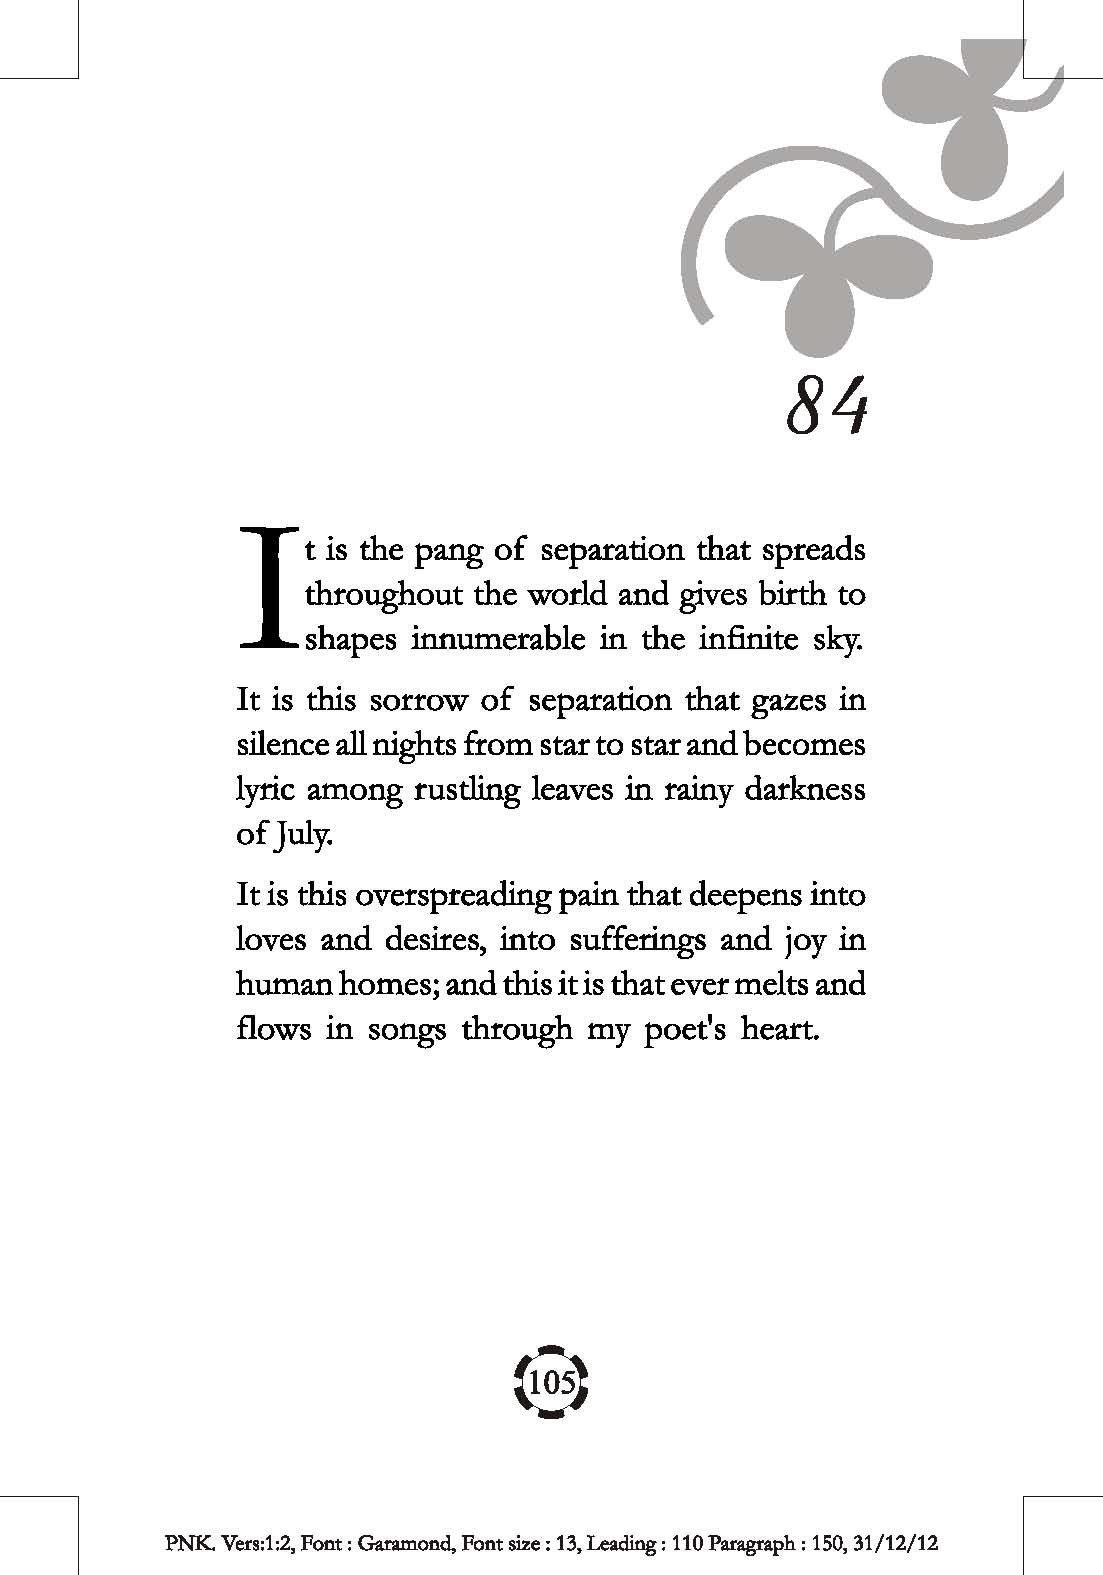 84
It is the pang of separation that spreads
throughout the world and gives birth to
shapes innumerable in the infinite sky.
It is this sorrow of separation that gazes in
silence all nights from star to star and becomes
lyric among rustling leaves in rainy darkness
of July.
It is this overspreading pain that deepens into
loves and desires, into sufferings and joy in
human homes; and this it is that ever melts and
flows in songs through my poet's heart.
105
PNK. Vers:1:2, Font : Garamond, Font size : 13, Leading : 110 Paragraph : 150, 31/12/12